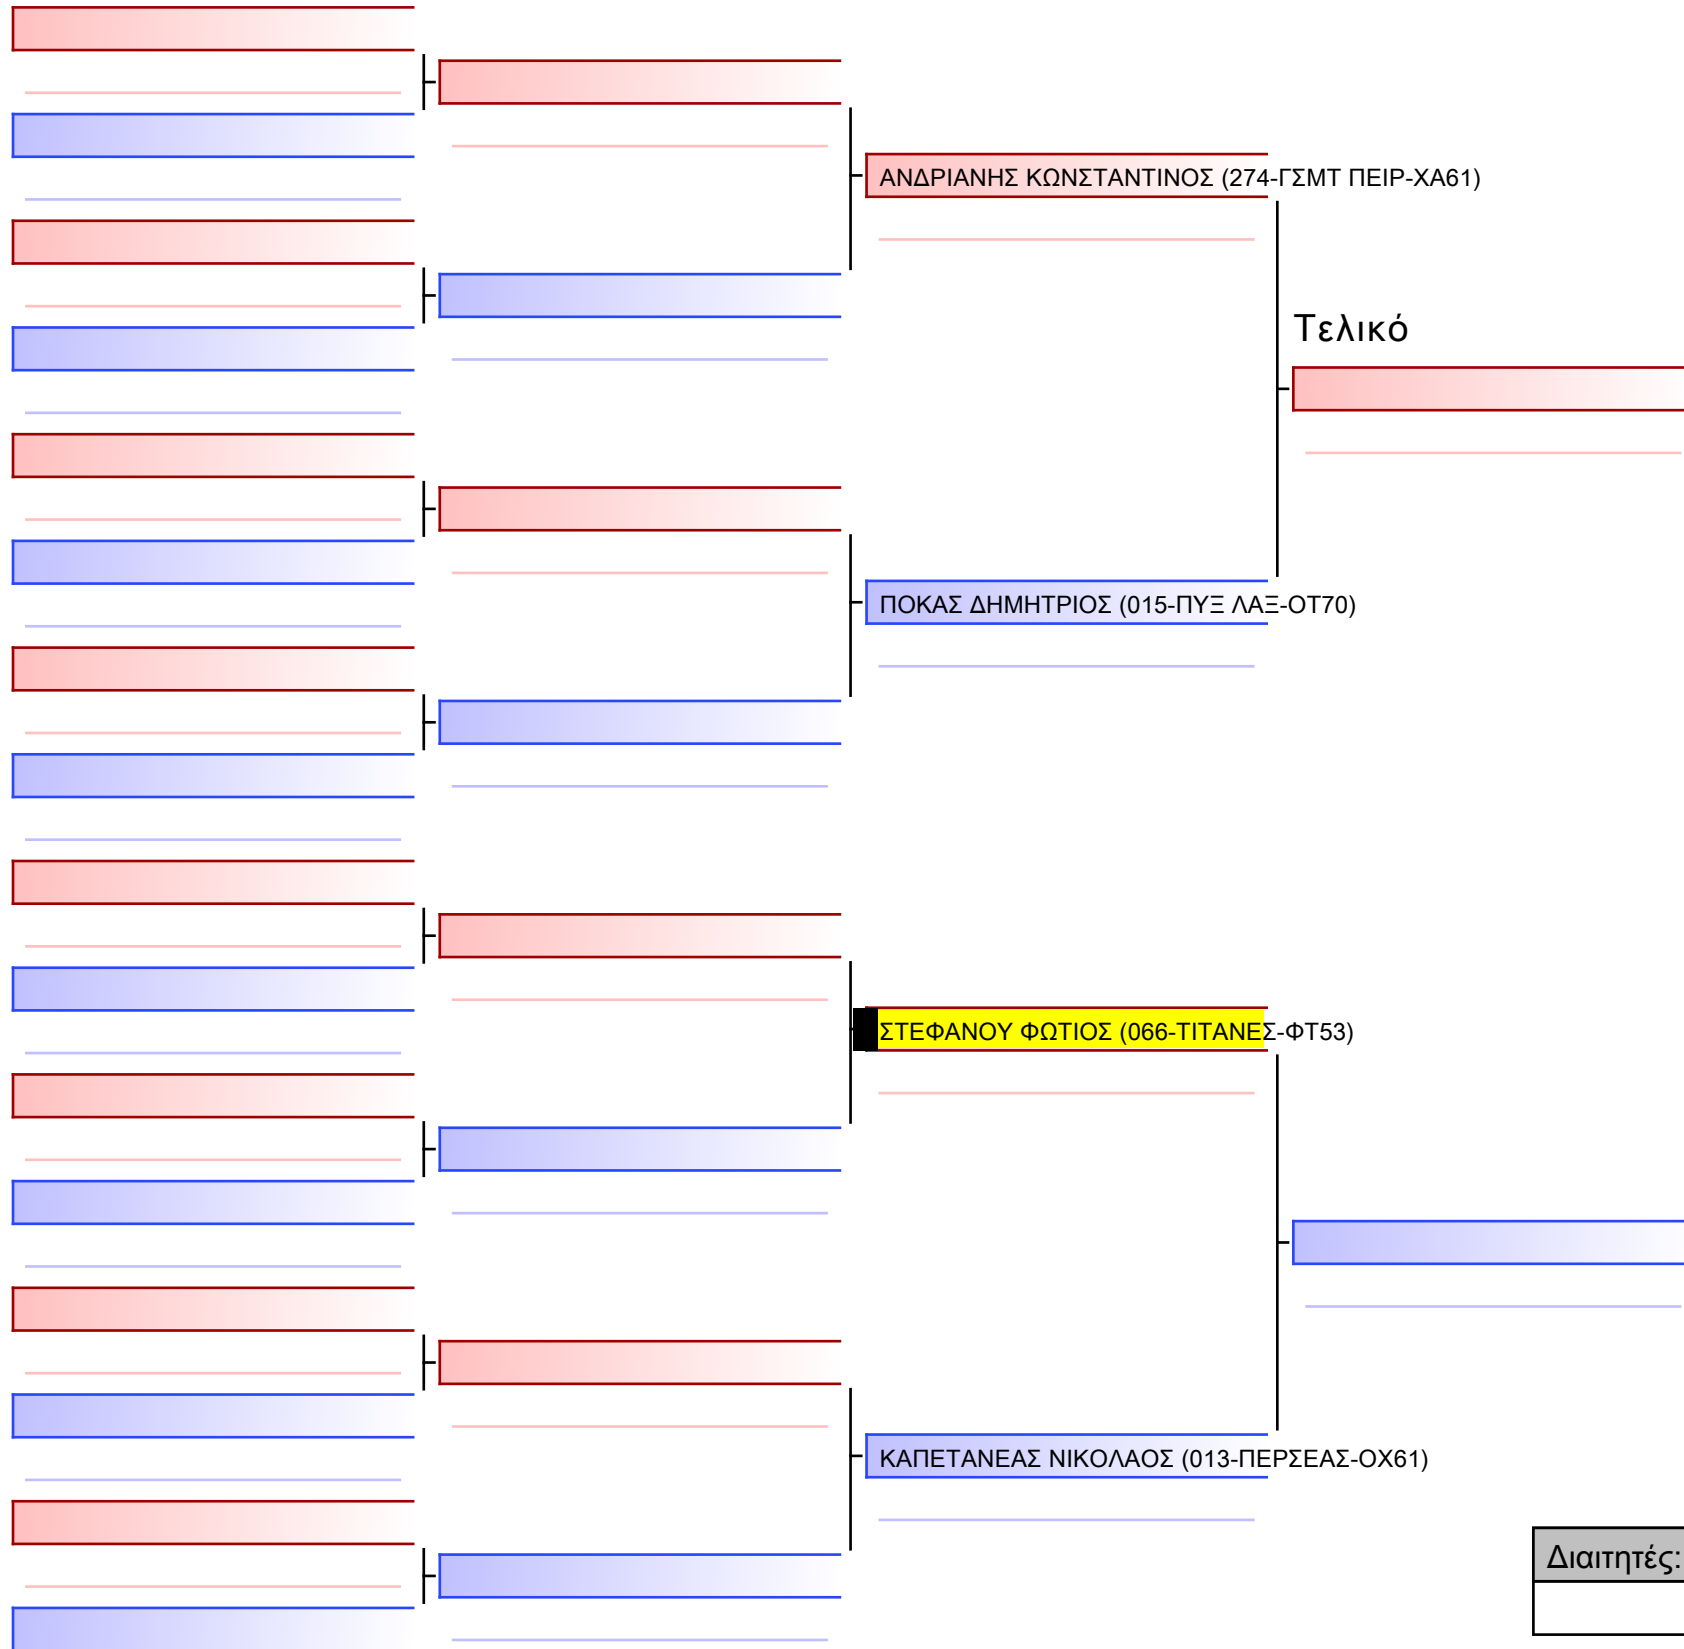 ΑΝΔΡΙΑΝΗΣ ΚΩΝΣΤΑΝΤΙΝΟΣ (274-ΓΣΜΤ ΠΕΙΡ-ΧΑ61)
Τελικό
ΠΟΚΑΣ ΔΗΜΗΤΡΙΟΣ (015-ΠΥΞ ΛΑΞ-ΟΤ70)
ΣΤΕΦΑΝΟΥ ΦΩΤΙΟΣ (066-ΤΙΤΑΝΕΣ-ΦΤ53)
ΚΑΠΕΤΑΝΕΑΣ ΝΙΚΟΛΑΟΣ (013-ΠΕΡΣΕΑΣ-ΟΧ61)
Διαιτητές: